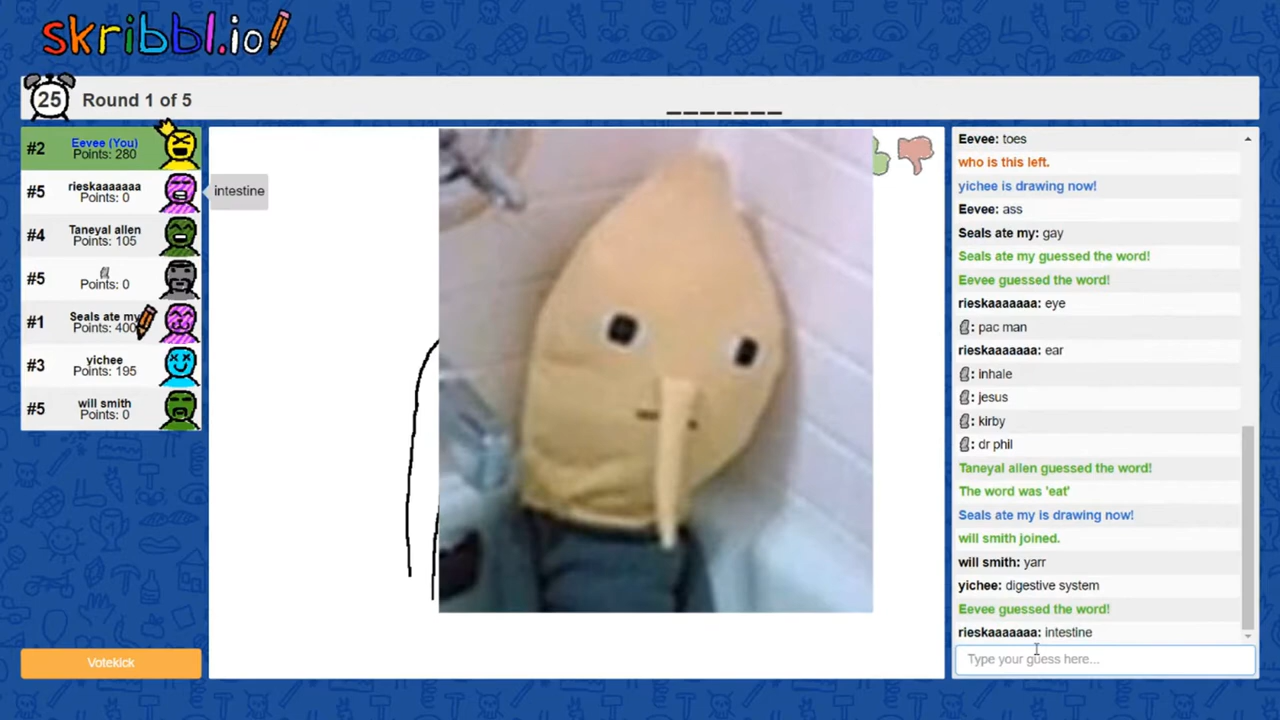 skribbl.io
25
Round 1 of 5
_______
#2
Eevee (You)
Points: 280
#5
rieskaaaaaaa
Points: 0
intestine
#4
Taneyal allen
Points: 105
#5
Points: 0
#1
Seals ate my
Points: 400
#3
yichee
Points: 195
#5
will smith
Points: 0
Votekick
Eevee: toes
who is this left.
yichee is drawing now!
Eevee: ass
Seals ate my: gay
Seals ate my guessed the word!
Eevee guessed the word!
rieskaaaaaaa: eye
: pac man
rieskaaaaaaa: ear
: inhale
: jesus
: kirby
: dr phil
Taneyal allen guessed the word!
The word was 'eat'
Seals ate my is drawing now!
will smith joined.
will smith: yarr
yichee: digestive system
Eevee guessed the word!
rieskaaaaaaa: intestine
Type your guess here...